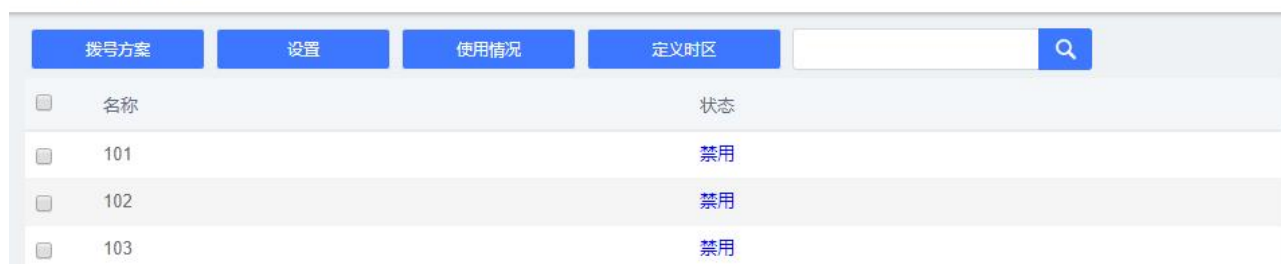 拨号方案 设置 使用情况 定义时区
名称 状态
101 禁用
102 禁用
103 禁用